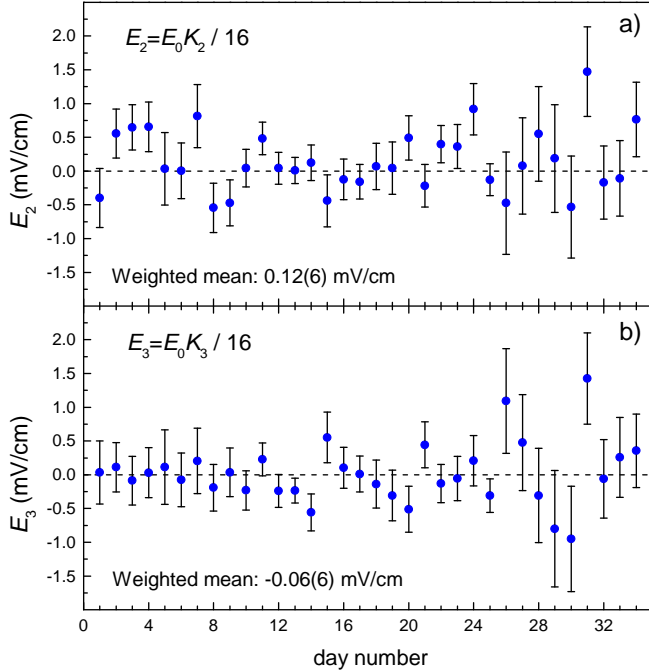 a)
E₂=E₀K₂ / 16
2.0
1.5
1.0
0.5
0.0
-0.5
-1.0
-1.5
E₂ (mV/cm)
Weighted mean: 0.12(6) mV/cm
b)
E₃=E₀K₃ / 16
2.0
1.5
1.0
0.5
0.0
-0.5
-1.0
-1.5
E₃ (mV/cm)
Weighted mean: -0.06(6) mV/cm
0 4 8 12 16 20 24 28 32
day number